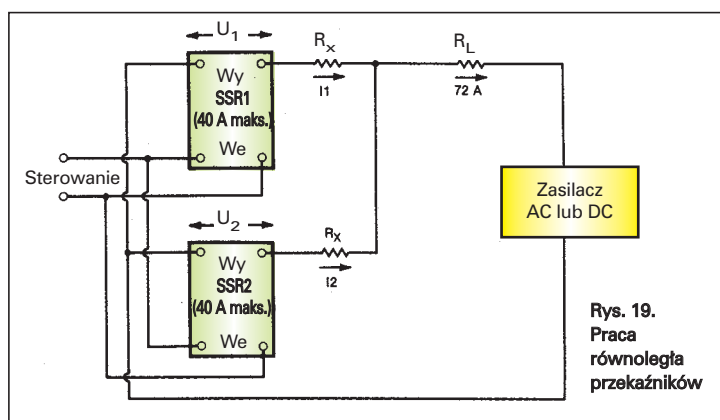 U1
Rx
RL
Wy
SSR1
(40 A maks.)
We
I1
72 A
Sterowanie
Zasilacz
AC lub DC
U2
RX
Wy
SSR2
(40 A maks.)
We
I2
Rys. 19.
Praca
równoległa
przekaźników